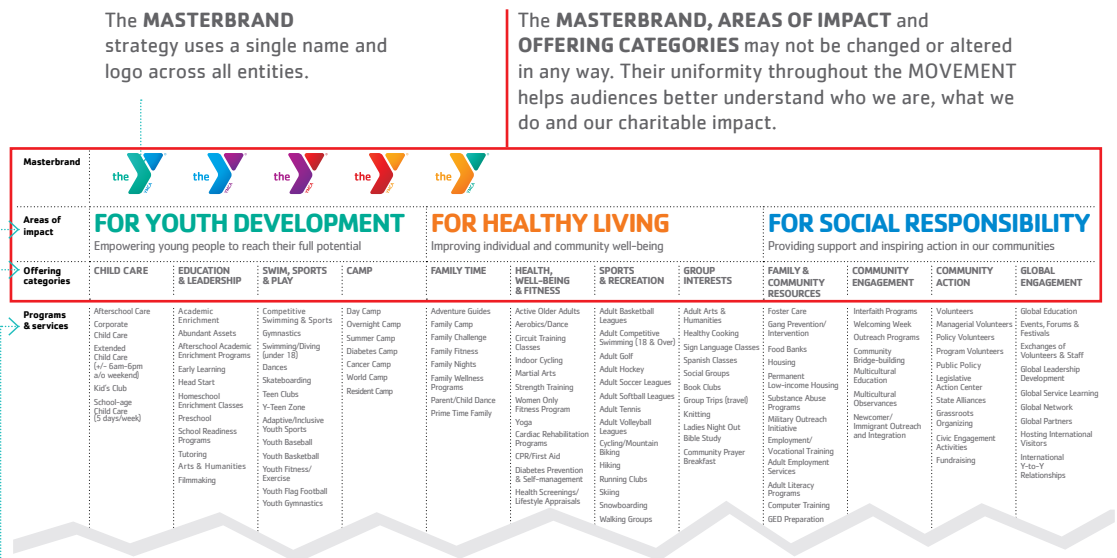 The MASTERBRAND
strategy uses a single name and
logo across all entities.
The MASTERBRAND, AREAS OF IMPACT and
OFFERING CATEGORIES may not be changed or altered
in any way. Their uniformity throughout the MOVEMENT
helps audiences better understand who we are, what we
do and our charitable impact.
Masterbrand
the YMCA
the YMCA
the YMCA
the YMCA
the YMCA
Areas of
impact
FOR YOUTH DEVELOPMENT
Empowering young people to reach their full potential
FOR HEALTHY LIVING
Improving individual and community well-being
FOR SOCIAL RESPONSIBILITY
Providing support and inspiring action in our communities
Offering
categories
CHILD CARE
EDUCATION
& LEADERSHIP
SWIM, SPORTS
& PLAY
CAMP
FAMILY TIME
HEALTH,
WELL-BEING
& FITNESS
SPORTS
& RECREATION
GROUP
INTERESTS
FAMILY &
COMMUNITY
RESOURCES
COMMUNITY
ENGAGEMENT
COMMUNITY
ACTION
GLOBAL
ENGAGEMENT
Programs
& services
Afterschool Care
Corporate
Child Care
Extended
Child Care
(+/- 6am-6pm
a/o weekend)
Kid's Club
School-age
Child Care
(5 days/week)
Academic
Enrichment
Abundant Assets
Afterschool Academic
Enrichment Programs
Early Learning
Head Start
Homeschool
Enrichment Classes
Preschool
School Readiness
Programs
Tutoring
Arts & Humanities
Filmmaking
Competitive
Swimming & Sports
Gymnastics
Swimming/Diving
(under 18)
Dances
Skateboarding
Teen Clubs
Y-Teen Zone
Adaptive/Inclusive
Youth Sports
Youth Baseball
Youth Basketball
Youth Fitness/
Exercise
Youth Flag Football
Youth Gymnastics
Day Camp
Overnight Camp
Summer Camp
Diabetes Camp
Cancer Camp
World Camp
Resident Camp
Adventure Guides
Family Camp
Family Challenge
Family Fitness
Family Nights
Family Wellness
Programs
Parent/Child Dance
Prime Time Family
Active Older Adults
Aerobics/Dance
Circuit Training
Classes
Indoor Cycling
Martial Arts
Strength Training
Women Only
Fitness Program
Yoga
Cardiac Rehabilitation
Programs
CPR/First Aid
Diabetes Prevention
& Self-management
Health Screenings/
Lifestyle Appraisals
Adult Basketball
Leagues
Adult Competitive
Swimming (18 & Over)
Adult Golf
Adult Hockey
Adult Soccer Leagues
Adult Softball Leagues
Adult Tennis
Adult Volleyball
Leagues
Cycling/Mountain
Biking
Hiking
Running Clubs
Skiing
Snowboarding
Walking Groups
Adult Arts &
Humanities
Healthy Cooking
Sign Language Classes
Spanish Classes
Social Groups
Book Clubs
Group Trips (travel)
Knitting
Ladies Night Out
Bible Study
Community Prayer
Breakfast
Foster Care
Gang Prevention/
Intervention
Food Banks
Housing
Permanent
Low-income Housing
Substance Abuse
Programs
Military Outreach
Initiative
Employment/
Vocational Training
Adult Employment
Services
Adult Literacy
Programs
Computer Training
GED Preparation
Interfaith Programs
Welcoming Week
Outreach Programs
Community
Bridge-building
Multicultural
Education
Multicultural
Observances
Newcomer/
Immigrant Outreach
and Integration
Volunteers
Managerial Volunteers
Policy Volunteers
Program Volunteers
Public Policy
Legislative
Action Center
State Alliances
Grassroots
Organizing
Civic Engagement
Activities
Fundraising
Global Education
Events, Forums &
Festivals
Exchanges of
Volunteers & Staff
Global Leadership
Development
Global Service Learning
Global Network
Global Partners
Hosting International
Visitors
International
Y-to-Y
Relationships